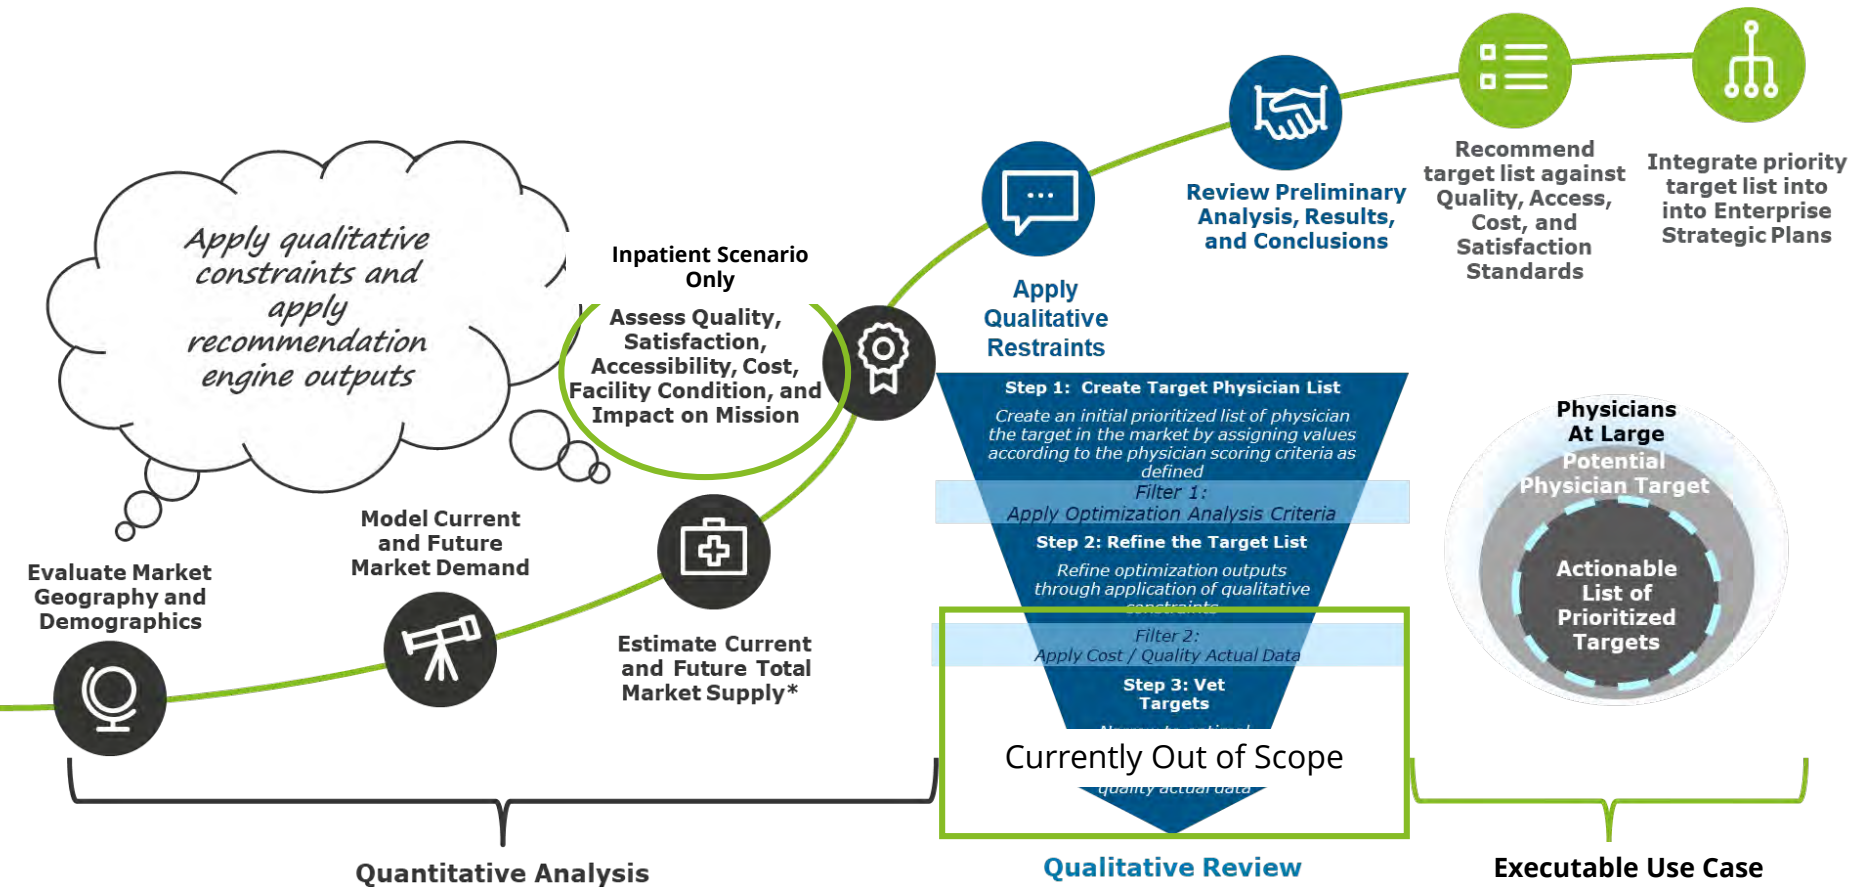 Apply qualitative
constraints and
apply
recommendation
engine outputs
Evaluate Market
Geography and
Demographics
Model Current
and Future
Market Demand
Estimate Current
and Future Total
Market Supply*
Inpatient Scenario
Only
Assess Quality,
Satisfaction,
Accessibility, Cost,
Facility Condition, and
Impact on Mission
Quantitative Analysis
Apply
Qualitative
Restraints
Review Preliminary
Analysis, Results,
and Conclusions
Step 1: Create Target Physician List
Create an initial prioritized list of physician
the target in the market by assigning values
according to the physician scoring criteria as
defined
Filter 1:
Apply Optimization Analysis Criteria
Step 2: Refine the Target List
Refine optimization outputs
through application of qualitative
constraints
Filter 2:
Apply Cost / Quality Actual Data
Step 3: Vet
Targets
Currently Out of Scope
quality actual data
Qualitative Review
Recommend
target list against
Quality, Access,
Cost, and
Satisfaction
Standards
Integrate priority
target list into
into Enterprise
Strategic Plans
Physicians
At Large
Potential
Physician Target
Actionable
List of
Prioritized
Targets
Executable Use Case